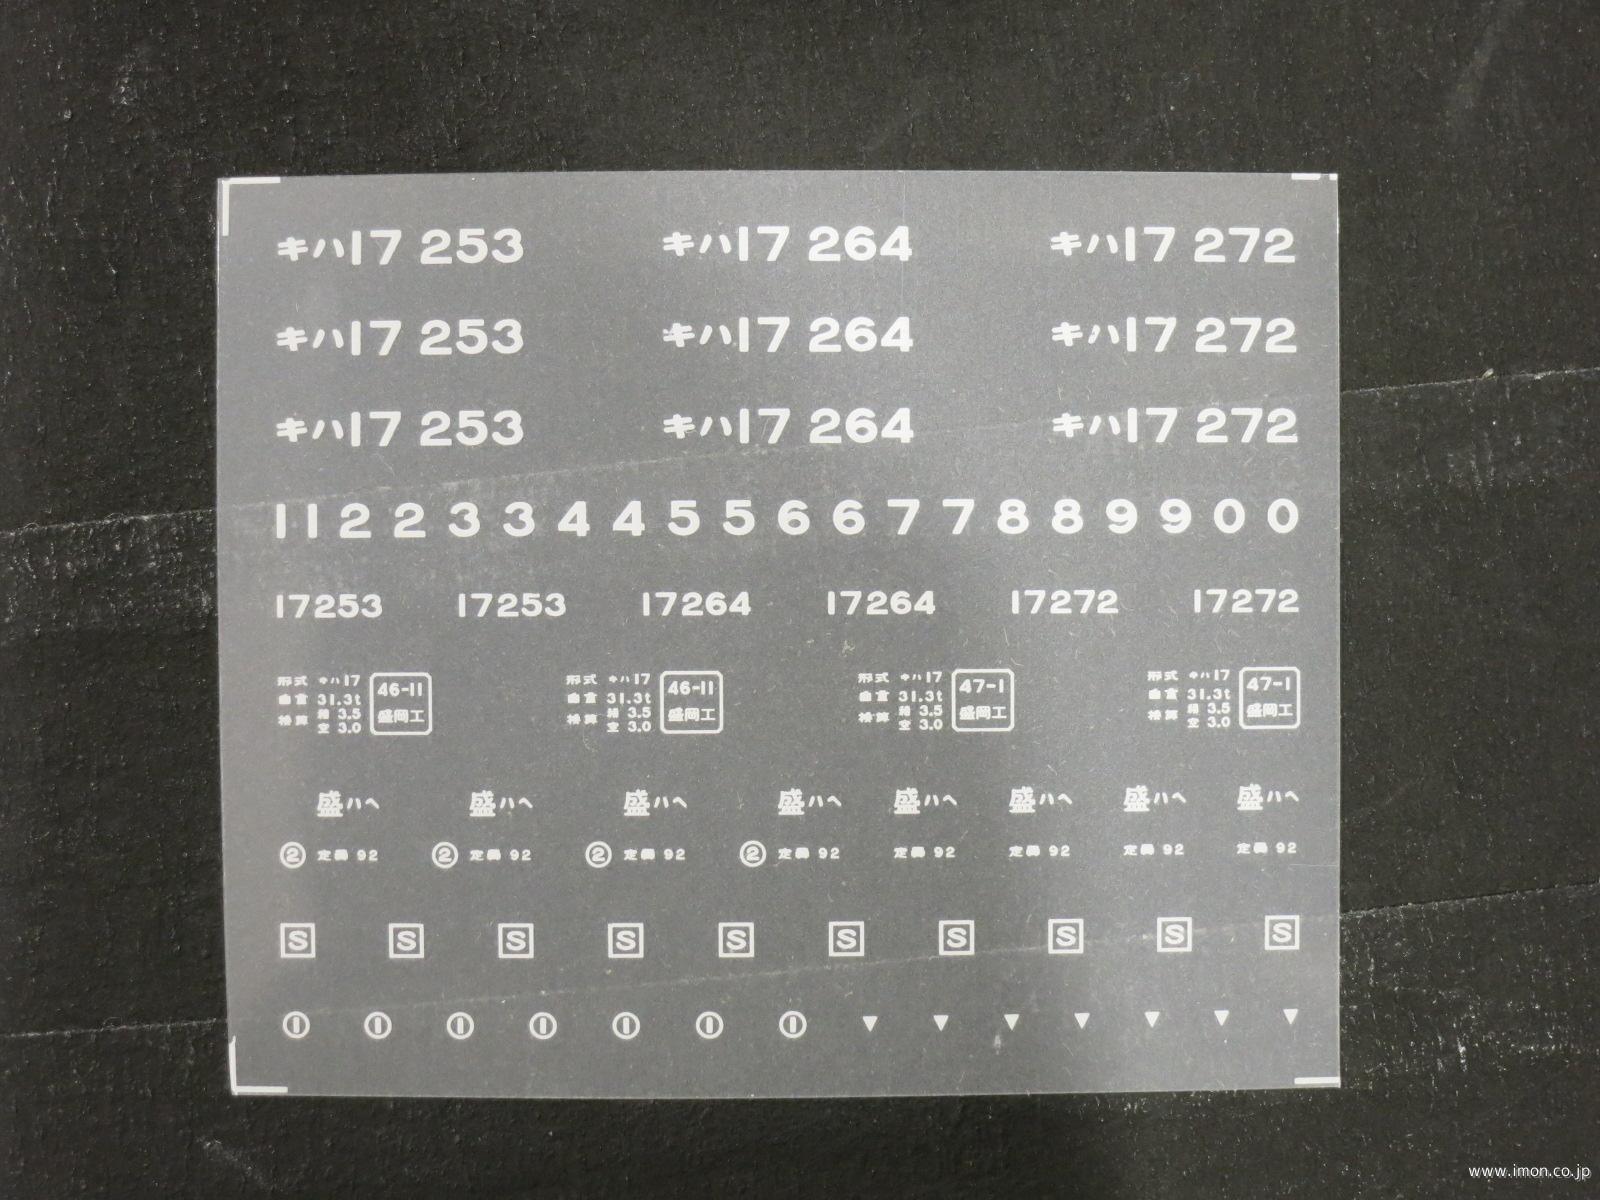 キハ17 253 キハ17 264 キハ17 272
キハ17 253 キハ17 264 キハ17 272
キハ17 253 キハ17 264 キハ17 272
1 1 2 2 3 3 4 4 5 5 6 6 7 7 8 8 9 9 0 0
17253 17253 17264 17264 17272 17272
形式 キハ17 46-11 形式 キハ17 46-11 形式 キハ17 47-1 形式 キハ17 47-1
自重 31.3t 自重 31.3t 自重 31.3t 自重 31.3t
換算 積 3.5 盛岡工 換算 積 3.5 盛岡工 換算 積 3.5 盛岡工 換算 積 3.5 盛岡工
空 3.0 空 3.0 空 3.0 空 3.0
盛ハヘ 盛ハヘ 盛ハヘ 盛ハヘ 盛ハヘ 盛ハヘ 盛ハヘ 盛ハヘ
② 定員 92 ② 定員 92 ② 定員 92 ② 定員 92 定員 92 定員 92 定員 92 定員 92
S S S S S S S S S S
① ① ① ① ① ① ① ▼ ▼ ▼ ▼ ▼ ▼ ▼
www.imon.co.jp